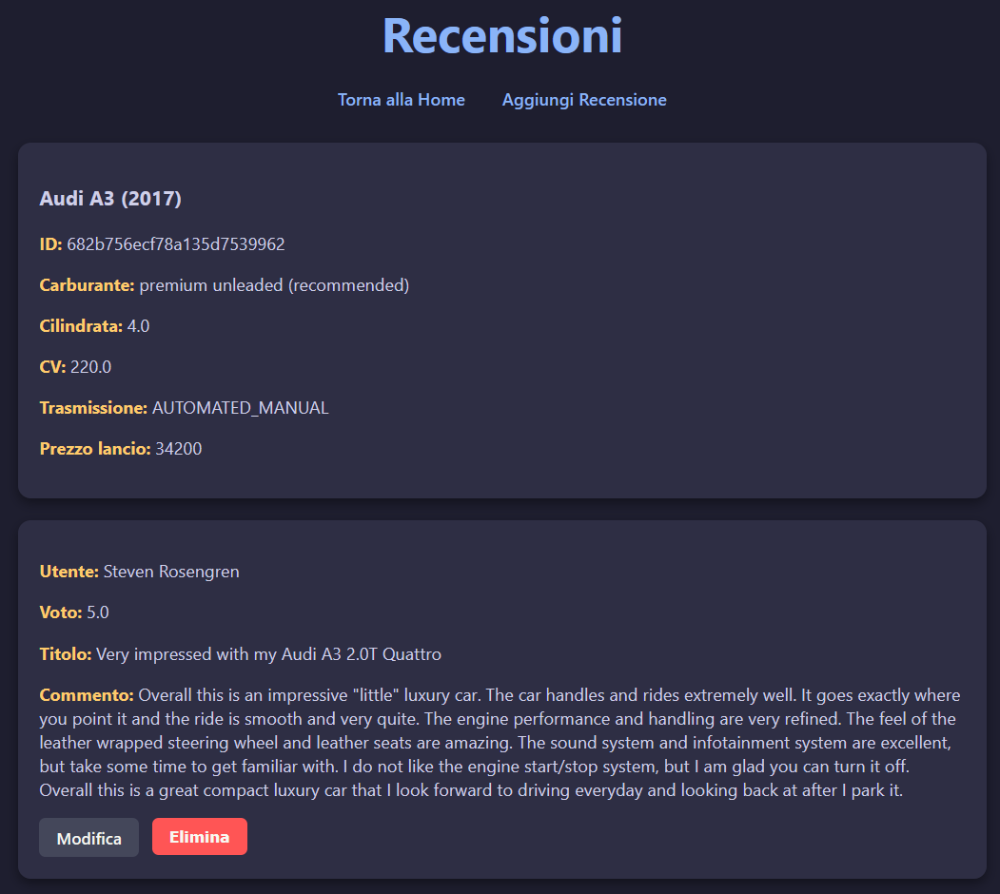 Recensioni
Torna alla Home Aggiungi Recensione
Audi A3 (2017)
ID: 682b756ecf78a135d7539962
Carburante: premium unleaded (recommended)
Cilindrata: 4.0
CV: 220.0
Trasmissione: AUTOMATED_MANUAL
Prezzo lancio: 34200
Utente: Steven Rosengren
Voto: 5.0
Titolo: Very impressed with my Audi A3 2.0T Quattro
Commento: Overall this is an impressive "little" luxury car. The car handles and rides extremely well. It goes exactly where
you point it and the ride is smooth and very quite. The engine performance and handling are very refined. The feel of the
leather wrapped steering wheel and leather seats are amazing. The sound system and infotainment system are excellent,
but take some time to get familiar with. I do not like the engine start/stop system, but I am glad you can turn it off.
Overall this is a great compact luxury car that I look forward to driving everyday and looking back at after I park it.
Modifica Elimina